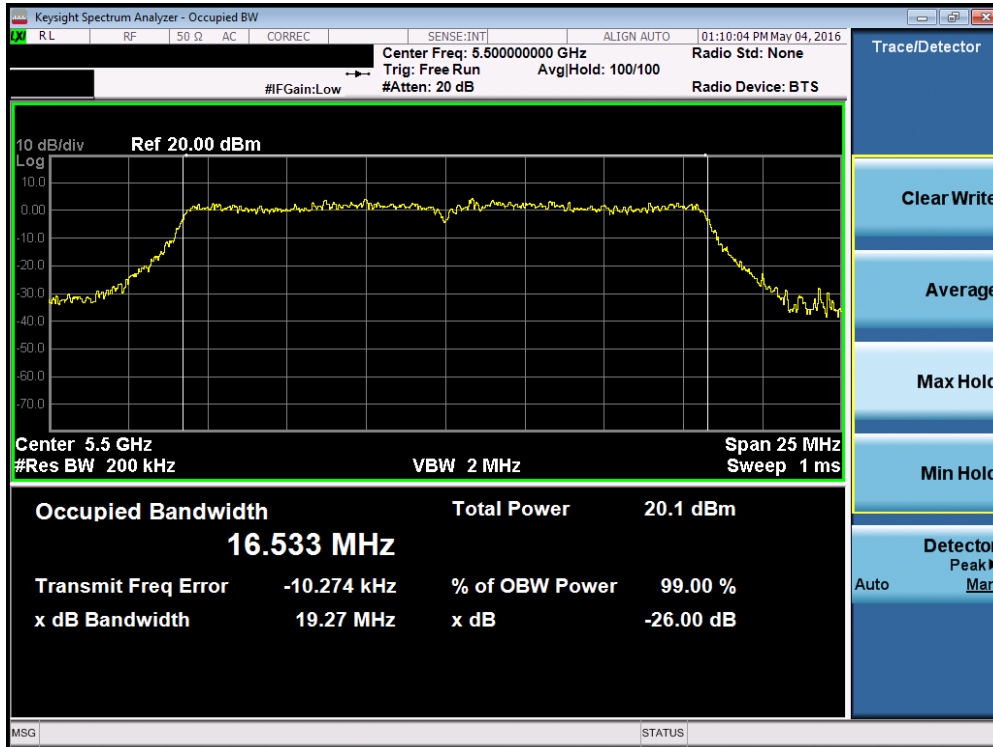 Keysight Spectrum Analyzer - Occupied BW
LXI RL RF 50 Ω AC CORREC SENSE:INT ALIGN AUTO 01:10:04 PM May 04, 2016
Center Freq: 5.500000000 GHz Radio Std: None
Trig: Free Run Avg|Hold: 100/100
#IFGain:Low #Atten: 20 dB Radio Device: BTS
Trace/Detector
10 dB/div Ref 20.00 dBm
Log
10.0
0.00
-10.0
-20.0
-30.0
-40.0
-50.0
-60.0
-70.0
Center 5.5 GHz Span 25 MHz
#Res BW 200 kHz VBW 2 MHz Sweep 1 ms
Occupied Bandwidth Total Power 20.1 dBm
16.533 MHz
Transmit Freq Error -10.274 kHz % of OBW Power 99.00 %
x dB Bandwidth 19.27 MHz x dB -26.00 dB
Clear Write
Average
Max Hold
Min Hold
Detector
Peak▶
Auto Man
MSG STATUS